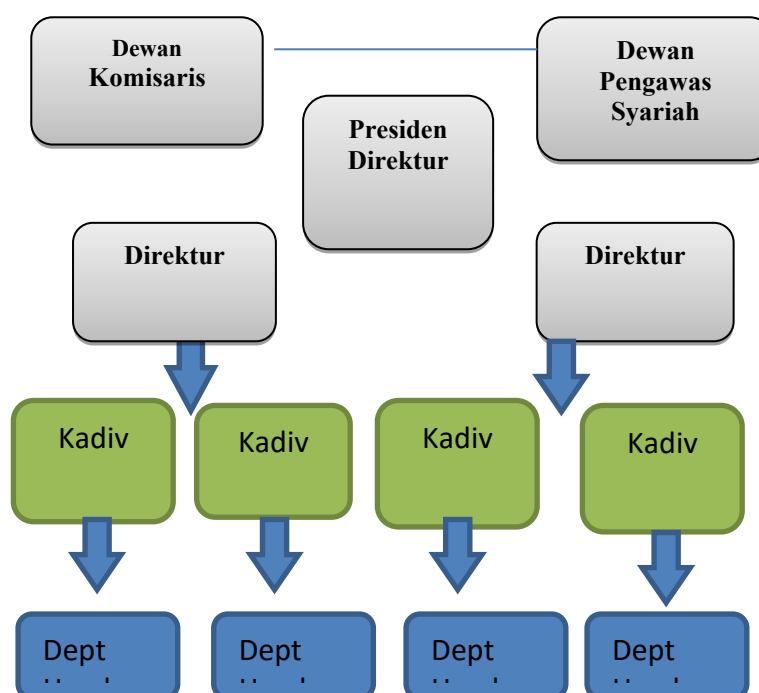 Dewan
Komisaris
Dewan
Pengawas
Syariah
Presiden
Direktur
Direktur
Direktur
Kadiv
Kadiv
Kadiv
Kadiv
Dept
Dept
Dept
Dept